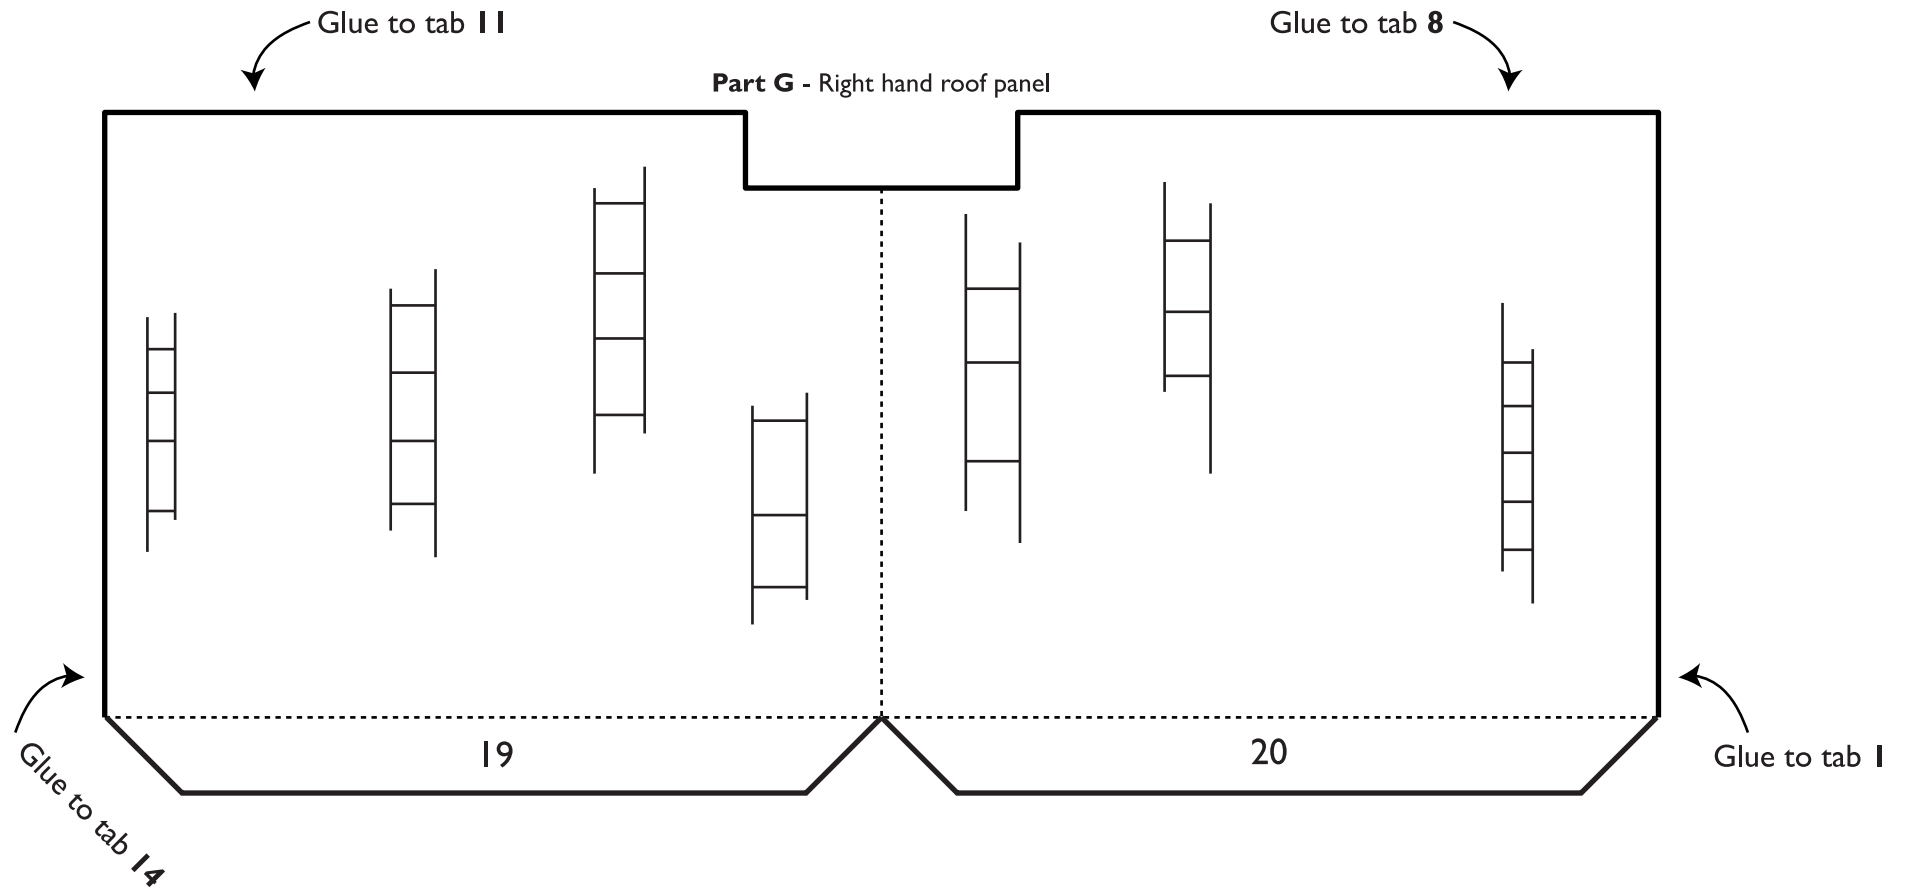 Glue to tab 11
Glue to tab 8
Part G - Right hand roof panel
19
20
Glue to tab 1
Glue to tab 14